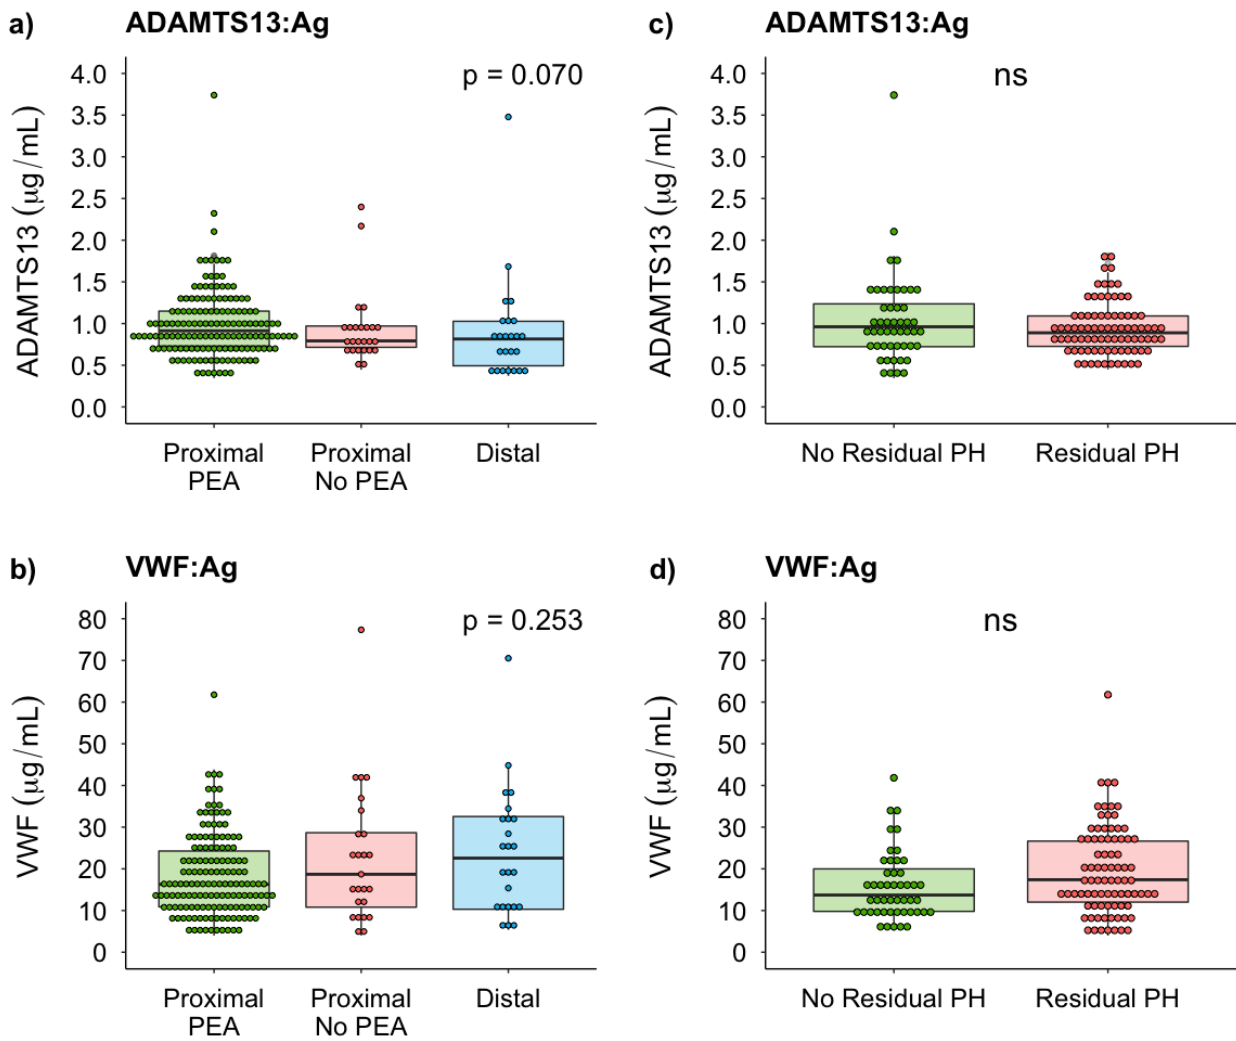 a) ADAMTS13:Ag
p = 0.070
ADAMTS13 (µg/mL)
4.0
3.5
3.0
2.5
2.0
1.5
1.0
0.5
0.0
Proximal PEA
Proximal No PEA
Distal
c) ADAMTS13:Ag
ns
ADAMTS13 (µg/mL)
4.0
3.5
3.0
2.5
2.0
1.5
1.0
0.5
0.0
No Residual PH
Residual PH
b) VWF:Ag
p = 0.253
VWF (µg/mL)
80
70
60
50
40
30
20
10
0
Proximal PEA
Proximal No PEA
Distal
d) VWF:Ag
ns
VWF (µg/mL)
80
70
60
50
40
30
20
10
0
No Residual PH
Residual PH